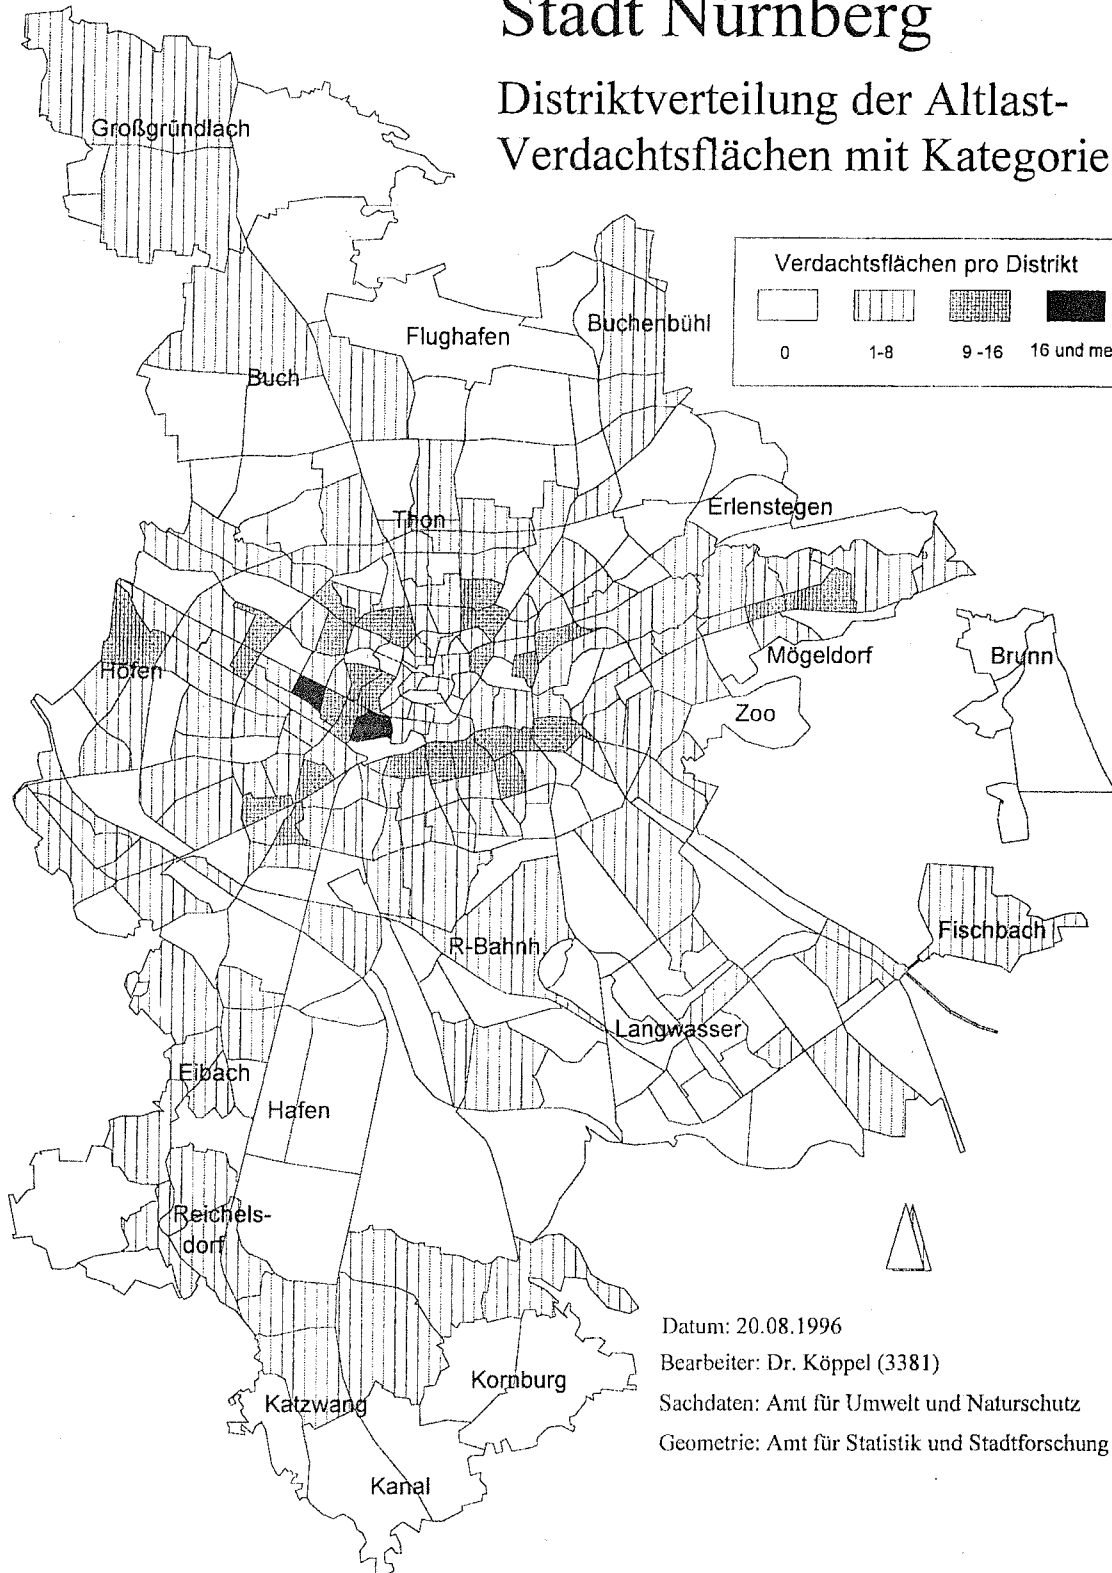 Stadt Nürnberg
Distriktverteilung der Altlast-
Verdachtsflächen mit Kategorie
Verdachtsflächen pro Distrikt
0 1-8 9 -16 16 und me
Großgründlach
Flughafen
Buchenbühl
Buch
Thon
Erlenstegen
Höfen
Mögeldorf
Brunn
Zoo
Fischbach
R-Bahnh.
Langwasser
Eibach
Hafen
Reichels-
dorf
Datum: 20.08.1996
Bearbeiter: Dr. Köppel (3381)
Kornburg
Katzwang
Sachdaten: Amt für Umwelt und Naturschutz
Geometrie: Amt für Statistik und Stadtforschung
Kanal